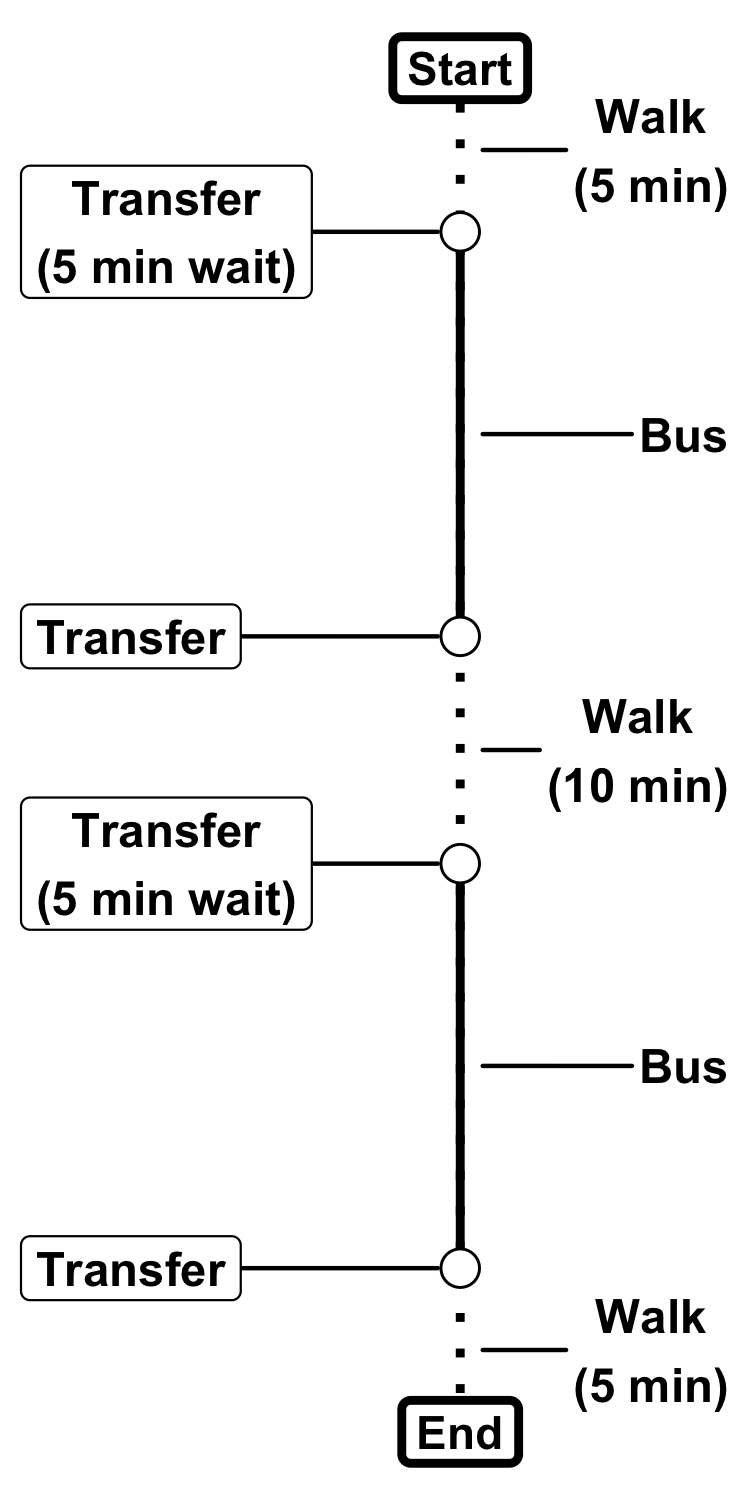 Start
Walk
(5 min)
Transfer
(5 min wait)
Bus
Transfer
Walk
(10 min)
Transfer
(5 min wait)
Bus
Transfer
Walk
(5 min)
End